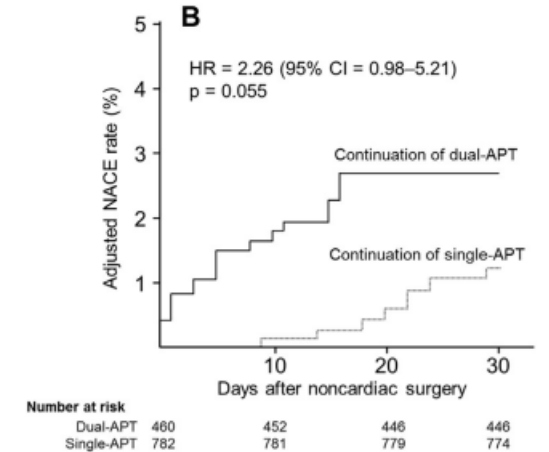 B
5
HR = 2.26 (95% CI = 0.98–5.21)
4
p = 0.055
Adjusted NACE rate (%)
3
Continuation of dual-APT
2
Continuation of single-APT
1
10 20 30
Days after noncardiac surgery
Number at risk
Dual-APT 460 452 446 446
Single-APT 782 781 779 774